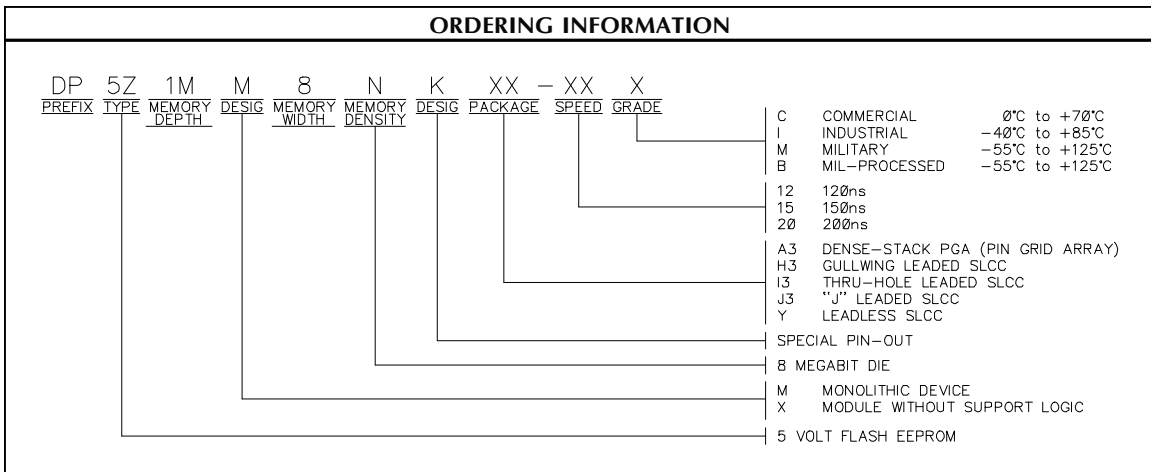 ORDERING INFORMATION
DP 5Z 1M M 8 N K XX – XX X
PREFIX TYPE MEMORY DEPTH DESIG MEMORY WIDTH MEMORY DENSITY DESIG PACKAGE SPEED GRADE
C COMMERCIAL 0°C to +70°C
I INDUSTRIAL −40°C to +85°C
M MILITARY −55°C to +125°C
B MIL−PROCESSED −55°C to +125°C
12 120ns
15 150ns
20 200ns
A3 DENSE−STACK PGA (PIN GRID ARRAY)
H3 GULLWING LEADED SLCC
I3 THRU−HOLE LEADED SLCC
J3 "J" LEADED SLCC
Y LEADLESS SLCC
SPECIAL PIN−OUT
8 MEGABIT DIE
M MONOLITHIC DEVICE
X MODULE WITHOUT SUPPORT LOGIC
5 VOLT FLASH EEPROM